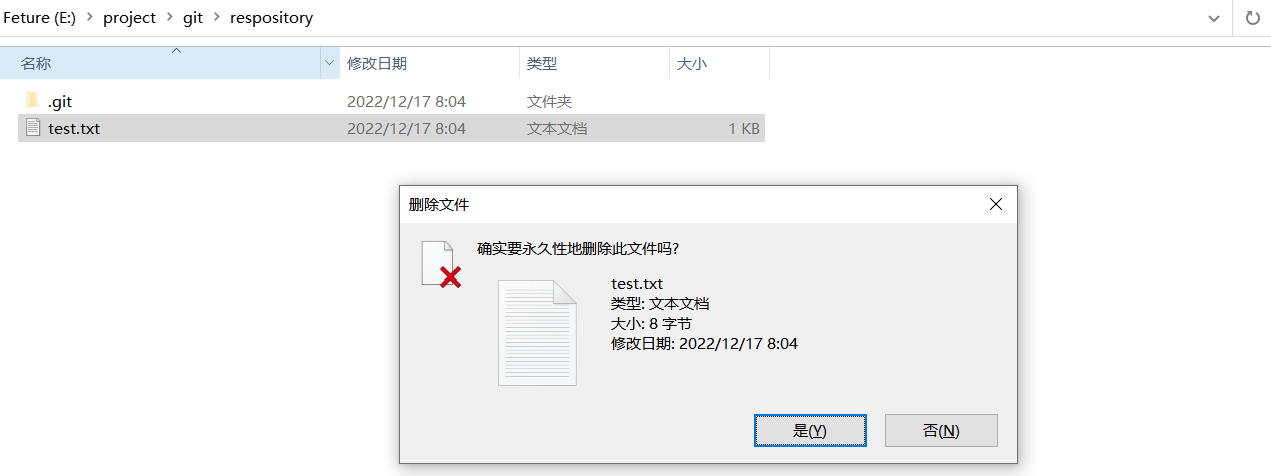 Feture (E:) > project > git > respository
名称 修改日期 类型 大小
.git 2022/12/17 8:04 文件夹
test.txt 2022/12/17 8:04 文本文档 1 KB
删除文件
确实要永久性地删除此文件吗?
test.txt
类型: 文本文档
大小: 8 字节
修改日期: 2022/12/17 8:04
是(Y) 否(N)